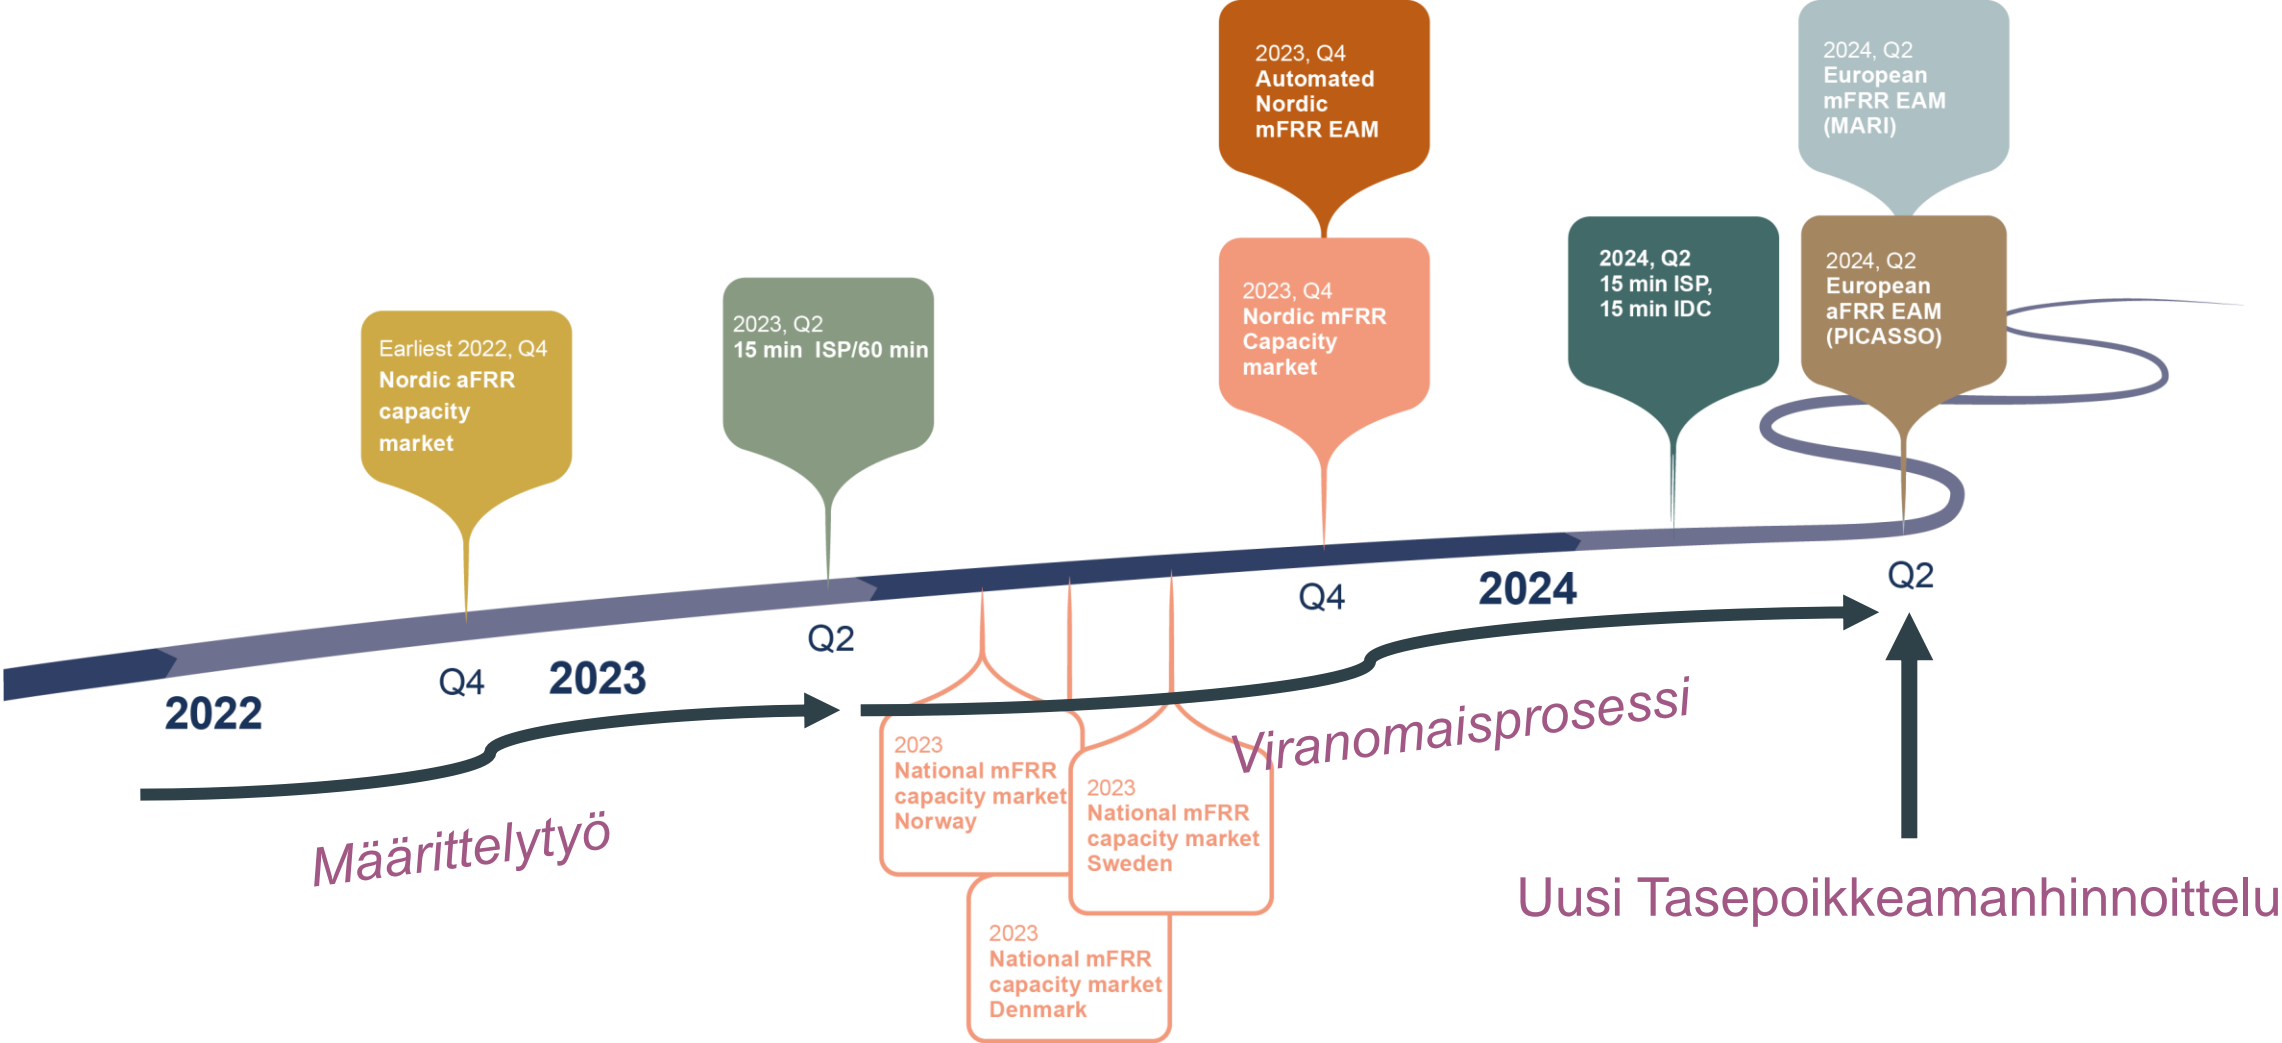 2023, Q4
Automated
Nordic
mFRR EAM
2024, Q2
European
mFRR EAM
(MARI)
Earliest 2022, Q4
Nordic aFRR
capacity
market
2023, Q2
15 min  ISP/60 min
2023, Q4
Nordic mFRR
Capacity
market
2024, Q2
15 min ISP,
15 min IDC
2024, Q2
European
aFRR EAM
(PICASSO)
2022
Q4
2023
Q2
Q4
2024
Q2
Määrittelytyö
Viranomaisprosessi
2023
National mFRR
capacity market
Norway
2023
National mFRR
capacity market
Sweden
2023
National mFRR
capacity market
Denmark
Uusi Tasepoikkeamanhinnoittelu